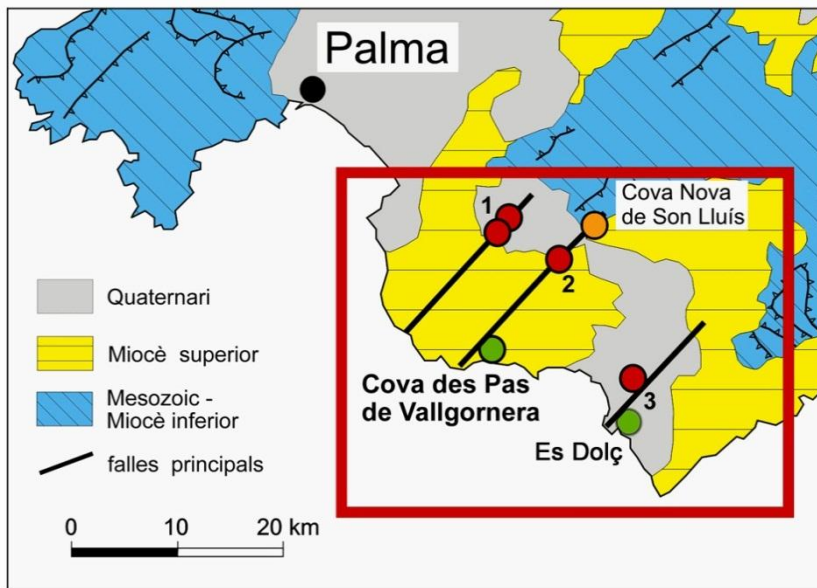 Palma
Cova Nova
de Son Lluís
1
2
3
Quaternari
Miocè superior
Mesozoic -
Miocè inferior
falles principals
Cova des Pas
de Vallgornera
Es Dolç
0 10 20 km